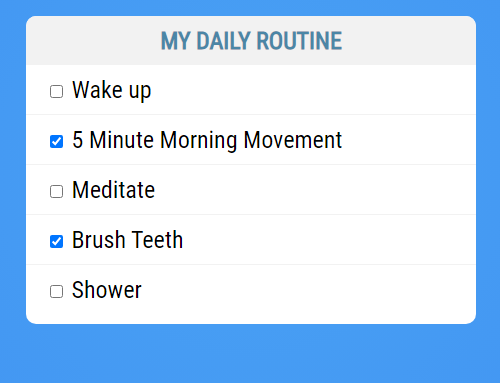 MY DAILY ROUTINE
Wake up
5 Minute Morning Movement
Meditate
Brush Teeth
Shower